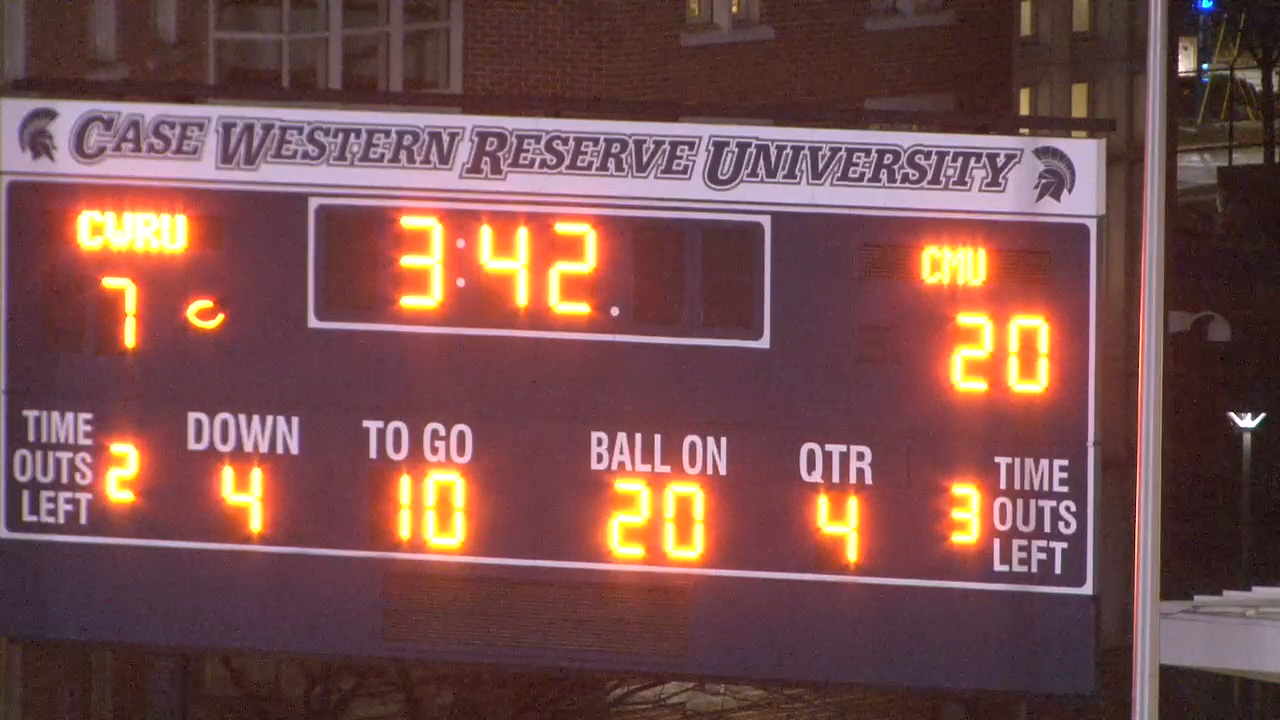 CASE WESTERN RESERVE UNIVERSITY
CWRU
3:42
CMU
7
20
TIME OUTS LEFT 2
DOWN 4
TO GO 10
BALL ON 20
QTR 4
3 TIME OUTS LEFT